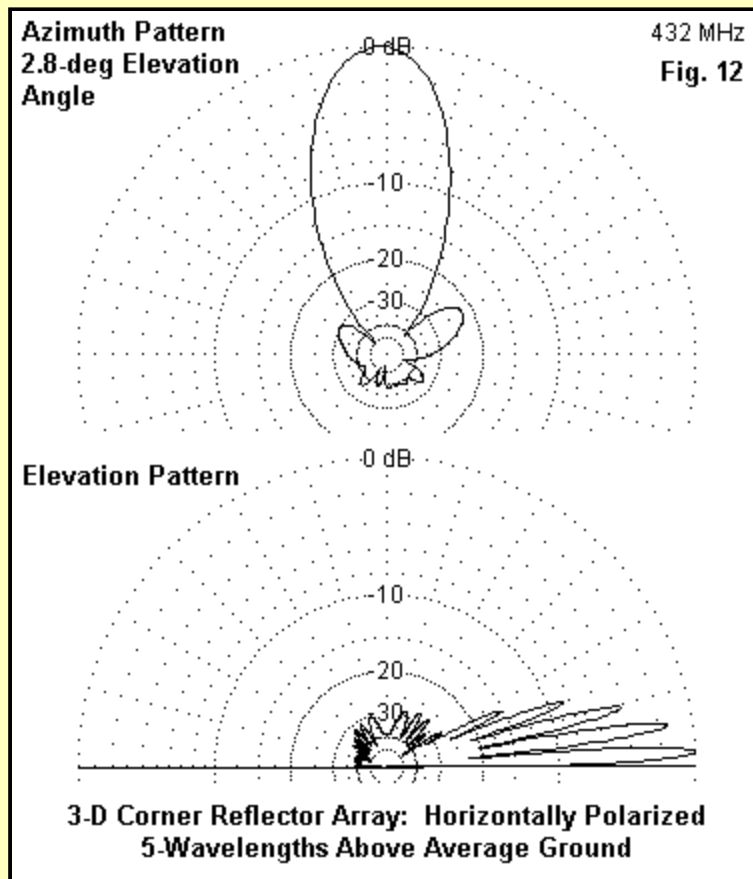 Azimuth Pattern
2.8-deg Elevation
Angle
432 MHz
Fig. 12
0 dB
-10
-20
-30
Elevation Pattern
0 dB
-10
-20
30
3-D Corner Reflector Array: Horizontally Polarized
5-Wavelengths Above Average Ground